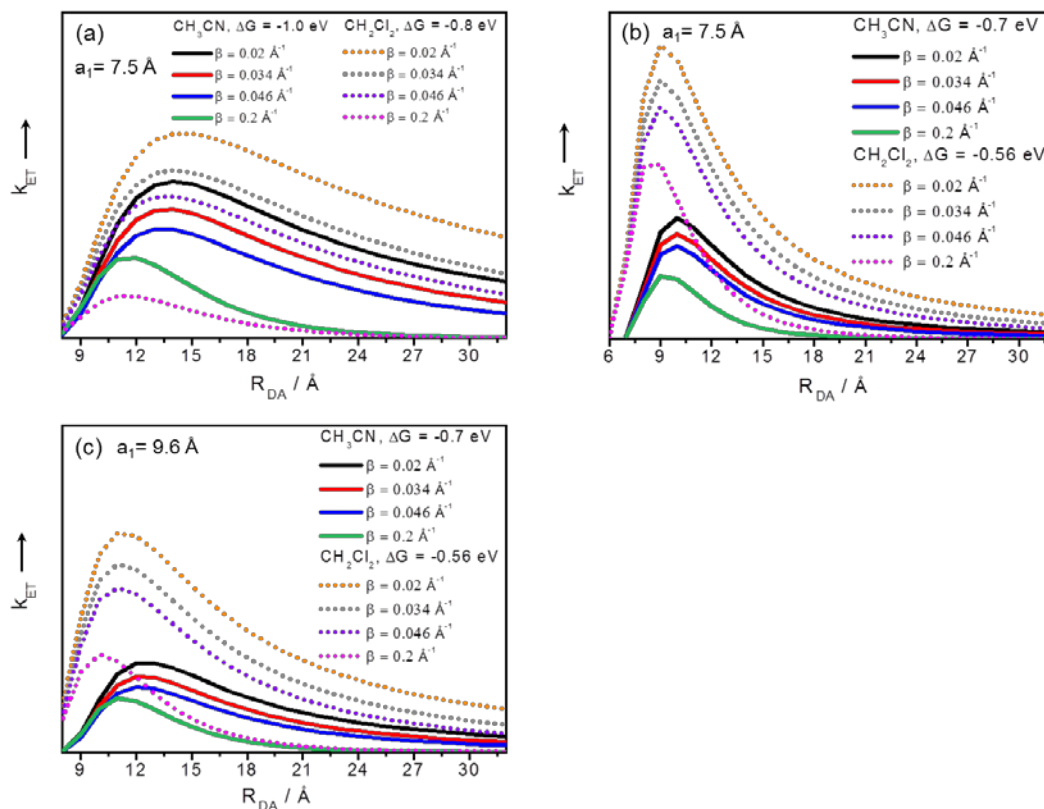 (a)
CH₃CN, ΔG = -1.0 eV
CH₂Cl₂, ΔG = -0.8 eV
a₁= 7.5 Å
β = 0.02 Å⁻¹
β = 0.034 Å⁻¹
β = 0.046 Å⁻¹
β = 0.2 Å⁻¹
β = 0.02 Å⁻¹
β = 0.034 Å⁻¹
β = 0.046 Å⁻¹
β = 0.2 Å⁻¹
k_ET
9 12 15 18 21 24 27 30
R_DA / Å
(b)
a₁= 7.5 Å
CH₃CN, ΔG = -0.7 eV
β = 0.02 Å⁻¹
β = 0.034 Å⁻¹
β = 0.046 Å⁻¹
β = 0.2 Å⁻¹
CH₂Cl₂, ΔG = -0.56 eV
β = 0.02 Å⁻¹
β = 0.034 Å⁻¹
β = 0.046 Å⁻¹
β = 0.2 Å⁻¹
k_ET
6 9 12 15 18 21 24 27 30
R_DA / Å
(c)
a₁= 9.6 Å
CH₃CN, ΔG = -0.7 eV
β = 0.02 Å⁻¹
β = 0.034 Å⁻¹
β = 0.046 Å⁻¹
β = 0.2 Å⁻¹
CH₂Cl₂, ΔG = -0.56 eV
β = 0.02 Å⁻¹
β = 0.034 Å⁻¹
β = 0.046 Å⁻¹
β = 0.2 Å⁻¹
k_ET
9 12 15 18 21 24 27 30
R_DA / Å